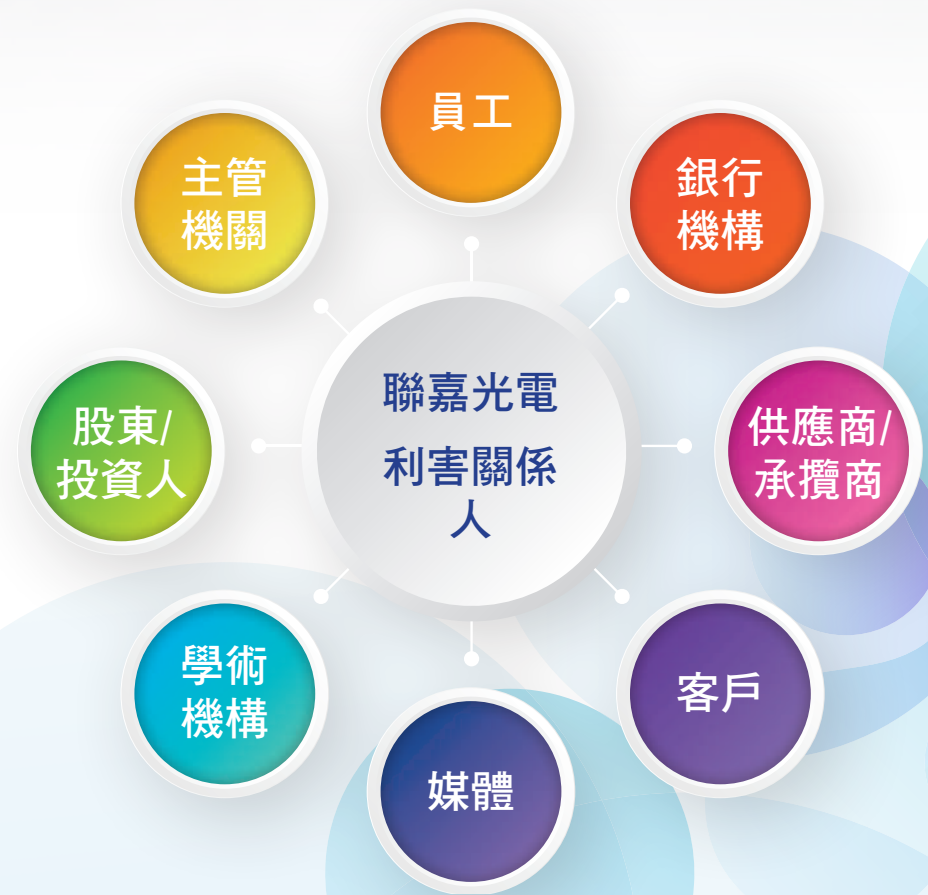 員工
主管
機關
銀行
機構
聯嘉光電
利害關係
人
股東/
投資人
供應商/
承攬商
學術
機構
客戶
媒體